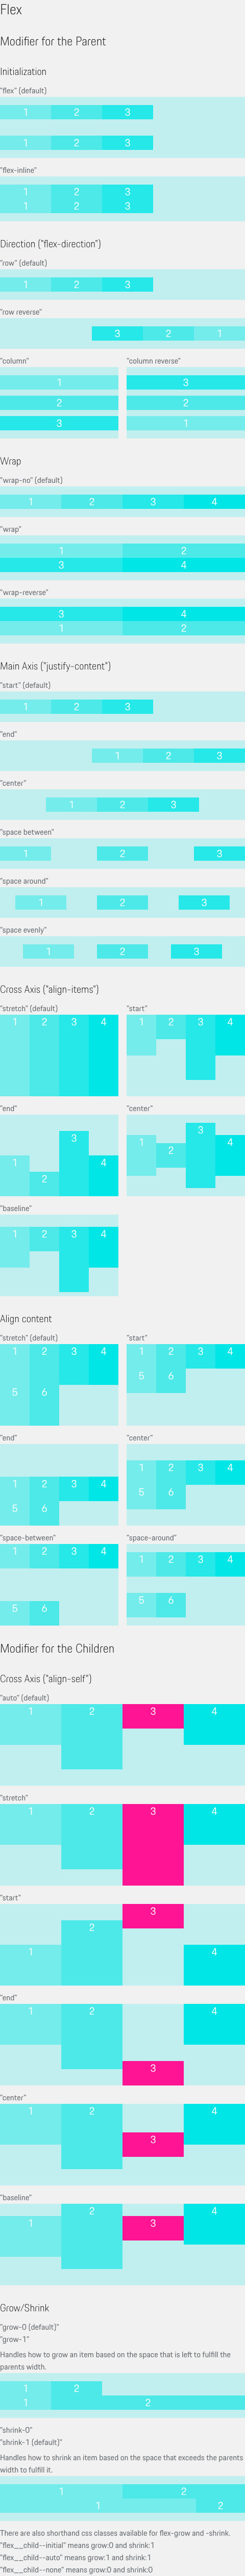 Flex
Modifier for the Parent
Initialization
"flex" (default)
1 2 3
1 2 3
"flex-inline"
1 2 3
1 2 3
Direction ("flex-direction")
"row" (default)
1 2 3
"row reverse"
3 2 1
"column" "column reverse"
1 3
2 2
3 1
Wrap
"wrap-no" (default)
1 2 3 4
"wrap"
1 2
3 4
"wrap-reverse"
3 4
1 2
Main Axis ("justify-content")
"start" (default)
1 2 3
"end"
1 2 3
"center"
1 2 3
"space between"
1 2 3
"space around"
1 2 3
"space evenly"
1 2 3
Cross Axis ("align-items")
"stretch" (default) "start"
1 2 3 4 1 2 3 4
"end" "center"
1 2 3 4 1 2 3 4
"baseline"
1 2 3 4
Align content
"stretch" (default) "start"
1 2 3 4 1 2 3 4
5 6 5 6
"end" "center"
1 2 3 4 1 2 3 4
5 6 5 6
"space-between" "space-around"
1 2 3 4 1 2 3 4
5 6 5 6
Modifier for the Children
Cross Axis ("align-self")
"auto" (default)
1 2 3 4
"stretch"
1 2 3 4
"start"
1 2 3 4
"end"
1 2 3 4
"center"
1 2 3 4
"baseline"
1 2 3 4
Grow/Shrink
"grow-0 (default)"
"grow-1"
Handles how to grow an item based on the space that is left to fulfill the
parents width.
1 2
1 2
"shrink-0"
"shrink-1 (default)"
Handles how to shrink an item based on the space that exceeds the parents
width to fulfill it.
1 2
1 2
There are also shorthand css classes available for flex-grow and -shrink.
"flex__child--initial" means grow:0 and shrink:1
"flex__child--auto" means grow:1 and shrink:1
"flex__child--none" means grow:0 and shrink:0